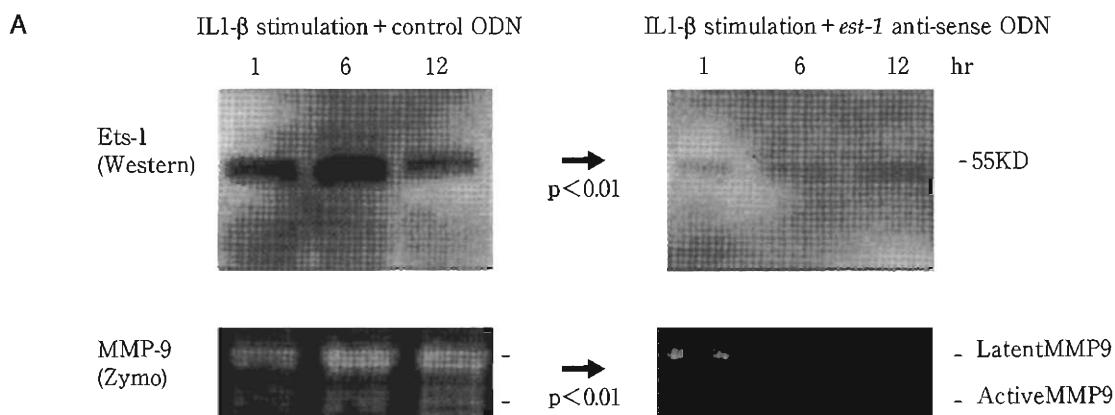 A
IL1-β stimulation + control ODN
IL1-β stimulation + est-1 anti-sense ODN
1 6 12
1 6 12 hr
Ets-1
(Western)
p<0.01
- 55KD
MMP-9
(Zymo)
-
-
p<0.01
- LatentMMP9
- ActiveMMP9